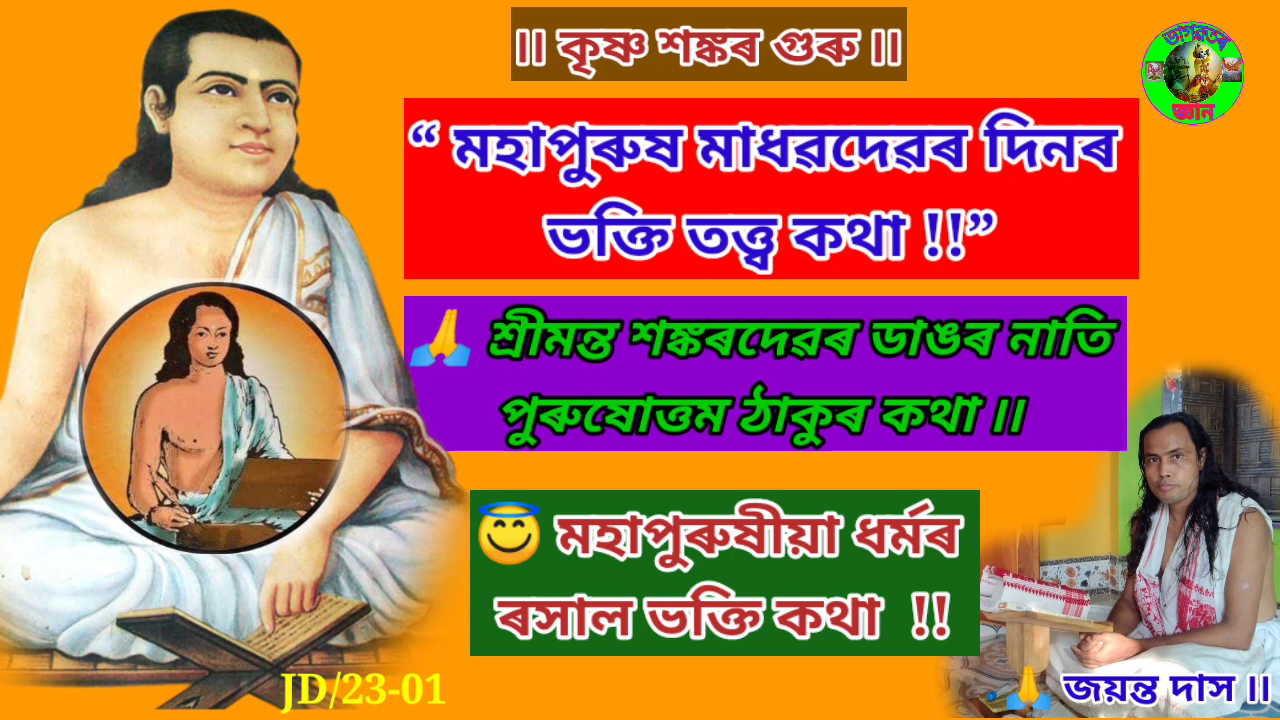 ।। কৃষ্ণ শঙ্কৰ গুৰু ।।
ভাগৱতৰ
জ্ঞান
“ মহাপুৰুষ মাধৱদেৱৰ দিনৰ
ভক্তি তত্ত্ব কথা !!”
🙏 শ্ৰীমন্ত শঙ্কৰদেৱৰ ডাঙৰ নাতি
পুৰুষোত্তম ঠাকুৰ কথা ।।
😇 মহাপুৰুষীয়া ধৰ্মৰ
ৰসাল ভক্তি কথা !!
JD/23-01
🙏 জয়ন্ত দাস ।।